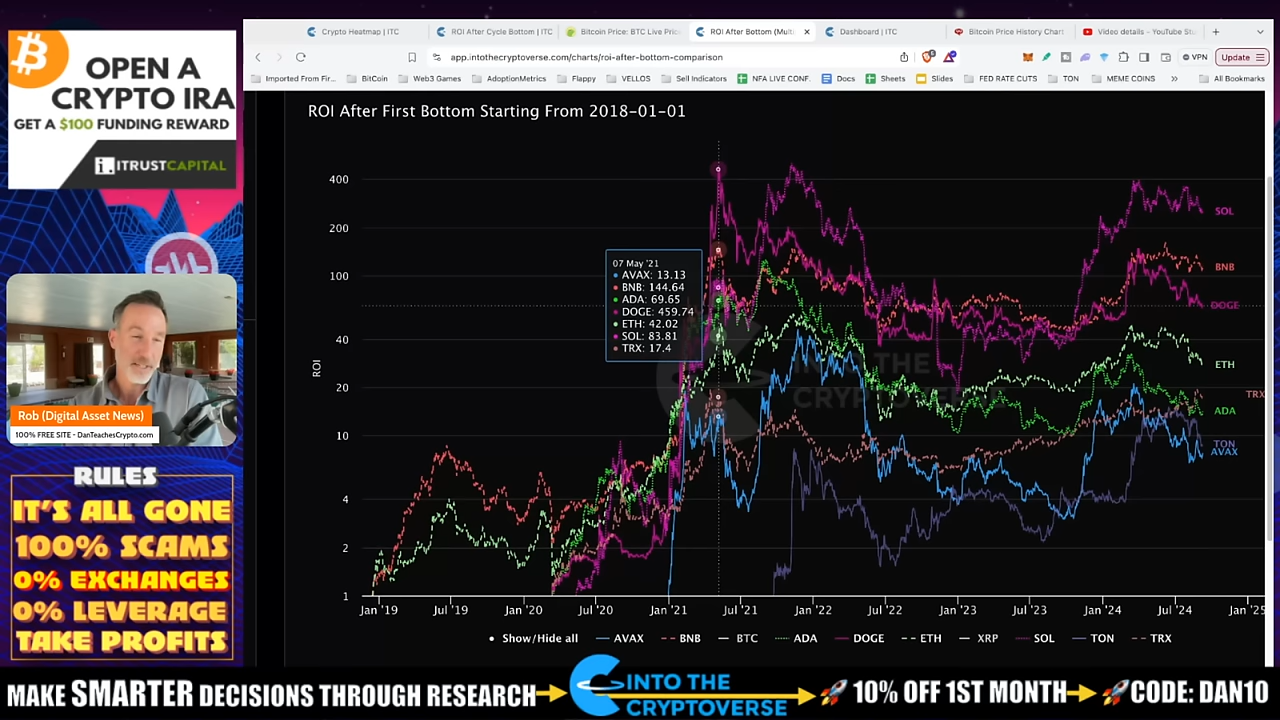 OPEN A
CRYPTO IRA
GET A $100 FUNDING REWARD
i. ITRUSTCAPITAL
Rob (Digital Asset News)
100% FREE SITE - DanTeachesCrypto.com
RULES
IT'S ALL GONE
100% SCAMS
0% EXCHANGES
0% LEVERAGE
TAKE PROFITS
Crypto Heatmap | ITC
ROI After Cycle Bottom | ITC
Bitcoin Price: BTC Live Pric
ROI After Bottom (Mult
Dashboard | ITC
Bitcoin Price History Char
Video details - YouTube Stu
app.intothecryptoverse.com/charts/roi-after-bottom-comparison
VPN
Update
Imported From Fir...
BitCoin
Web3 Games
AdoptionMetrics
Flappy
VELLOS
Sell Indicators
NFA LIVE CONF.
Docs
Sheets
Slides
FED RATE CUTS
TON
MEME COINS
All Bookmarks
ROI After First Bottom Starting From 2018-01-01
400
200
100
40
20
10
4
2
1
ROI
07 May '21
AVAX: 13.13
BNB: 144.64
ADA: 69.65
DOGE: 459.74
ETH: 42.02
SOL: 83.81
TRX: 17.4
INTO THE
CRYPTOVERSE
SOL
BNB
DOGE
ETH
TRX
ADA
TON
AVAX
Jan '19 Jul '19 Jan '20 Jul '20 Jan '21 Jul '21 Jan '22 Jul '22 Jan '23 Jul '23 Jan '24 Jul '24 Jan '25
Show/Hide all AVAX BNB BTC ADA DOGE ETH XRP SOL TON TRX
MAKE SMARTER DECISIONS THROUGH RESEARCH
INTO THE
CRYPTOVERSE
10% OFF 1ST MONTH
CODE: DAN10